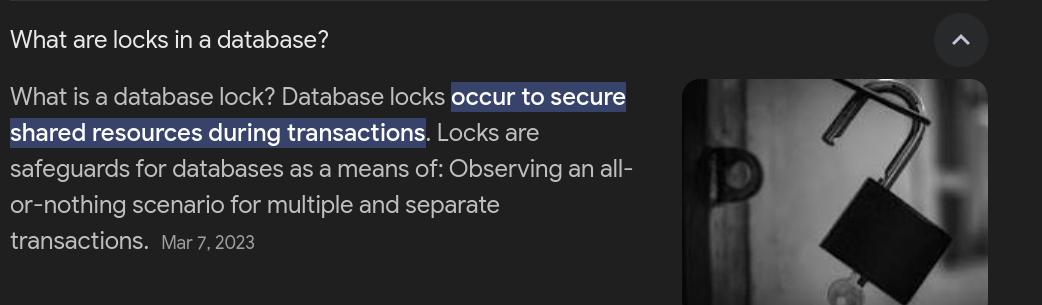 What are locks in a database?
What is a database lock? Database locks occur to secure
shared resources during transactions. Locks are
safeguards for databases as a means of: Observing an all-
or-nothing scenario for multiple and separate
transactions. Mar 7, 2023